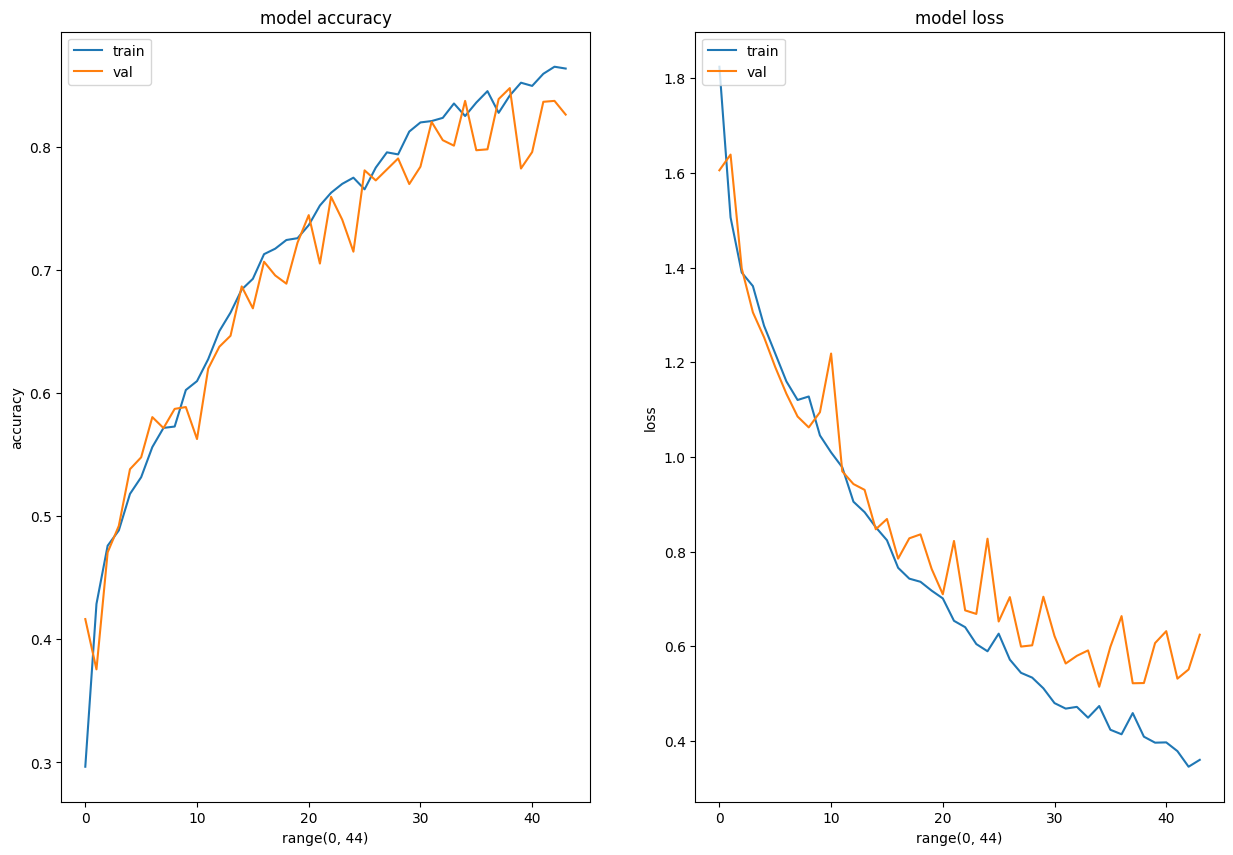 model accuracy
train
val
0.8
0.7
0.6
0.5
0.4
0.3
accuracy
0 10 20 30 40
range(0, 44)
model loss
train
val
1.8
1.6
1.4
1.2
1.0
0.8
0.6
0.4
loss
0 10 20 30 40
range(0, 44)